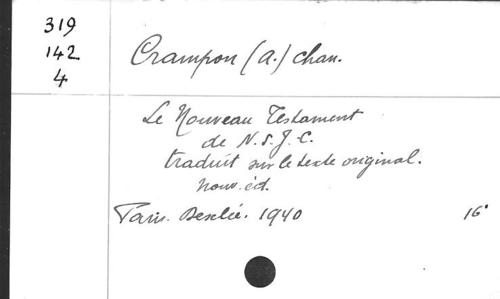 319
142
4
Crampon (A.) chan.
Le Nouveau Testament
de N.S.J.C.
traduit sur le texte original.
nouv. éd.
Paris. Desclée. 1940 16°